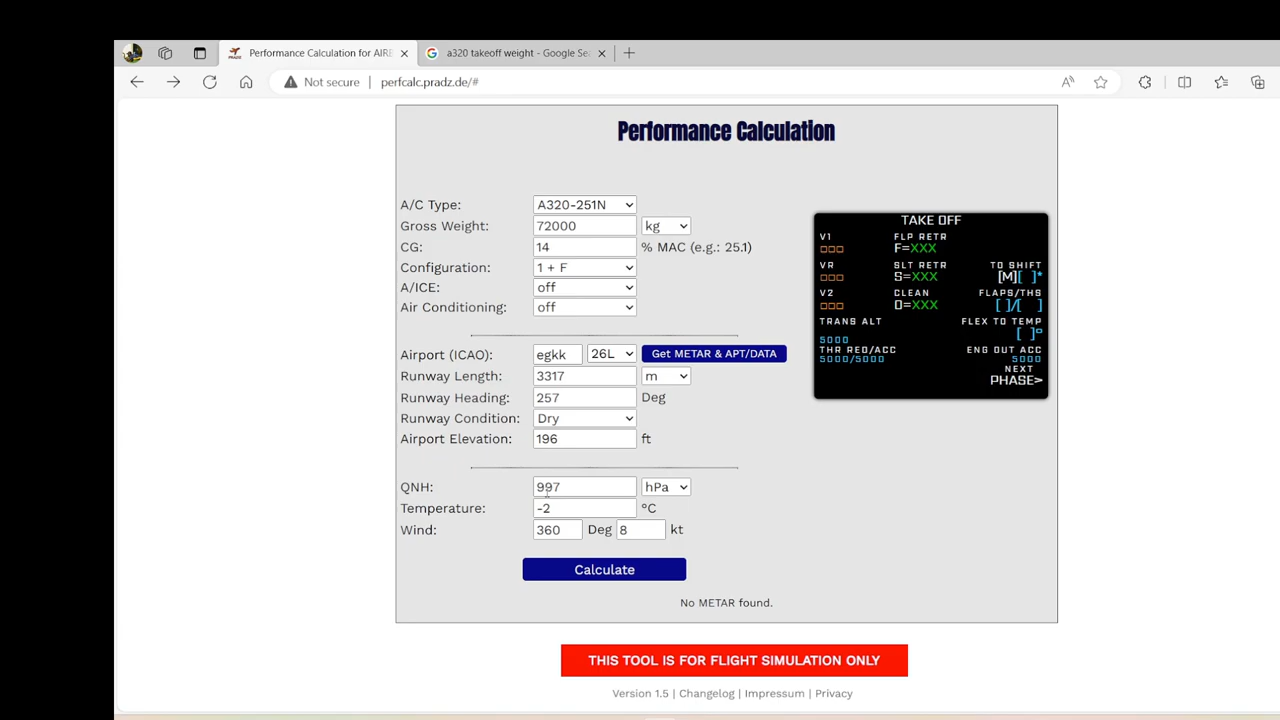 Performance Calculation for AIRB
a320 takeoff weight - Google Sea
Not secure perfcalc.pradz.de/#
Performance Calculation
A/C Type: A320-251N
Gross Weight: 72000 kg
CG: 14 % MAC (e.g.: 25.1)
Configuration: 1 + F
A/ICE: off
Air Conditioning: off
Airport (ICAO): egkk 26L Get METAR & APT/DATA
Runway Length: 3317 m
Runway Heading: 257 Deg
Runway Condition: Dry
Airport Elevation: 196 ft
QNH: 997 hPa
Temperature: -2 °C
Wind: 360 Deg 8 kt
Calculate
No METAR found.
TAKE OFF
V1 FLP RETR
F=XXX
VR SLT RETR TO SHIFT
S=XXX [M][ ]*
V2 CLEAN FLAPS/THS
O=XXX [ ]/[ ]
TRANS ALT FLEX TO TEMP
5000 [ ]°
THR RED/ACC ENG OUT ACC
5000/5000 5000
NEXT
PHASE>
THIS TOOL IS FOR FLIGHT SIMULATION ONLY
Version 1.5 | Changelog | Impressum | Privacy